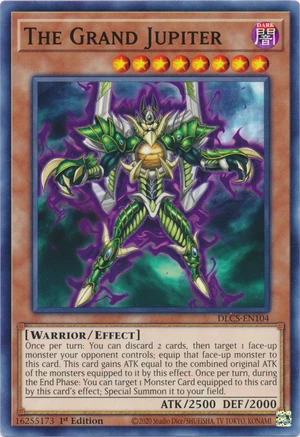 THE GRAND JUPITER
DARK
闇
DLCS-EN104
[WARRIOR/EFFECT]
Once per turn: You can discard 2 cards, then target 1 face-up
monster your opponent controls; equip that face-up monster
to this card. This card gains ATK equal to the combined original ATK
of the monsters equipped to it by this effect. Once per turn, during
the End Phase: You can target 1 Monster Card equipped to this card
by this card's effect; Special Summon it to your field.
ATK/2500 DEF/2000
16255173 1st Edition ©2020 Studio Dice/SHUEISHA, TV TOKYO, KONAMI